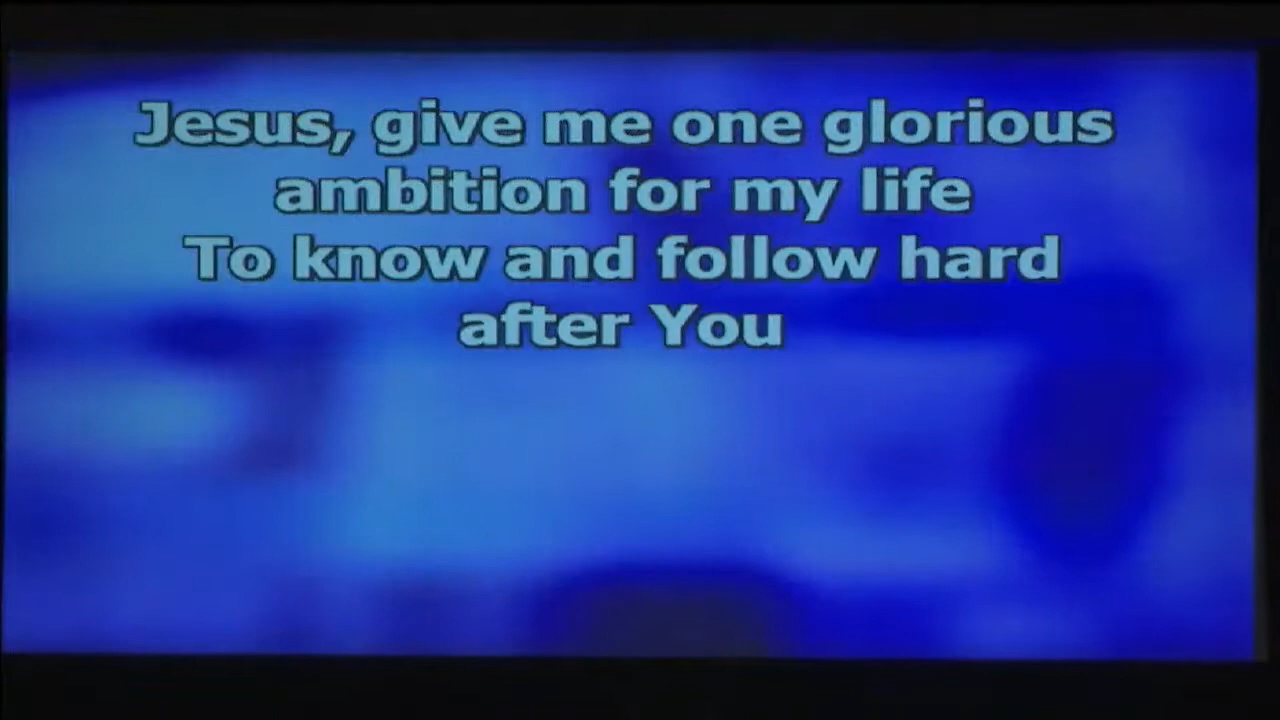 Jesus, give me one glorious
ambition for my life
To know and follow hard
after You